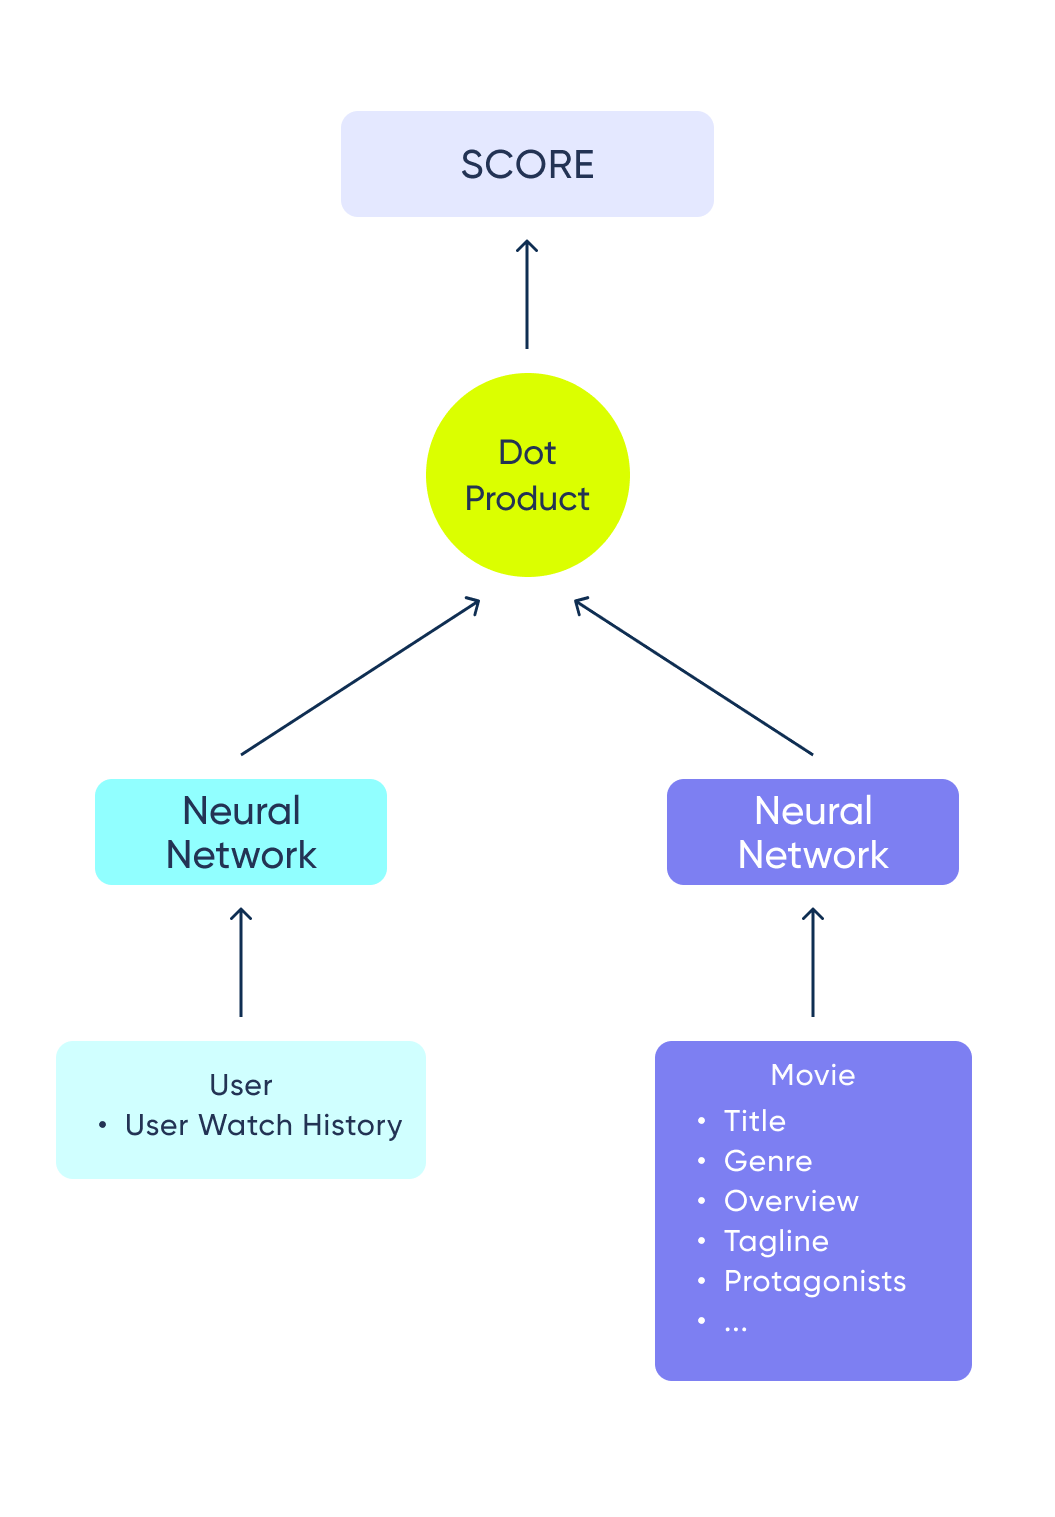 SCORE
Dot
Product
Neural
Network
Neural
Network
User
• User Watch History
Movie
• Title
• Genre
• Overview
• Tagline
• Protagonists
• ...